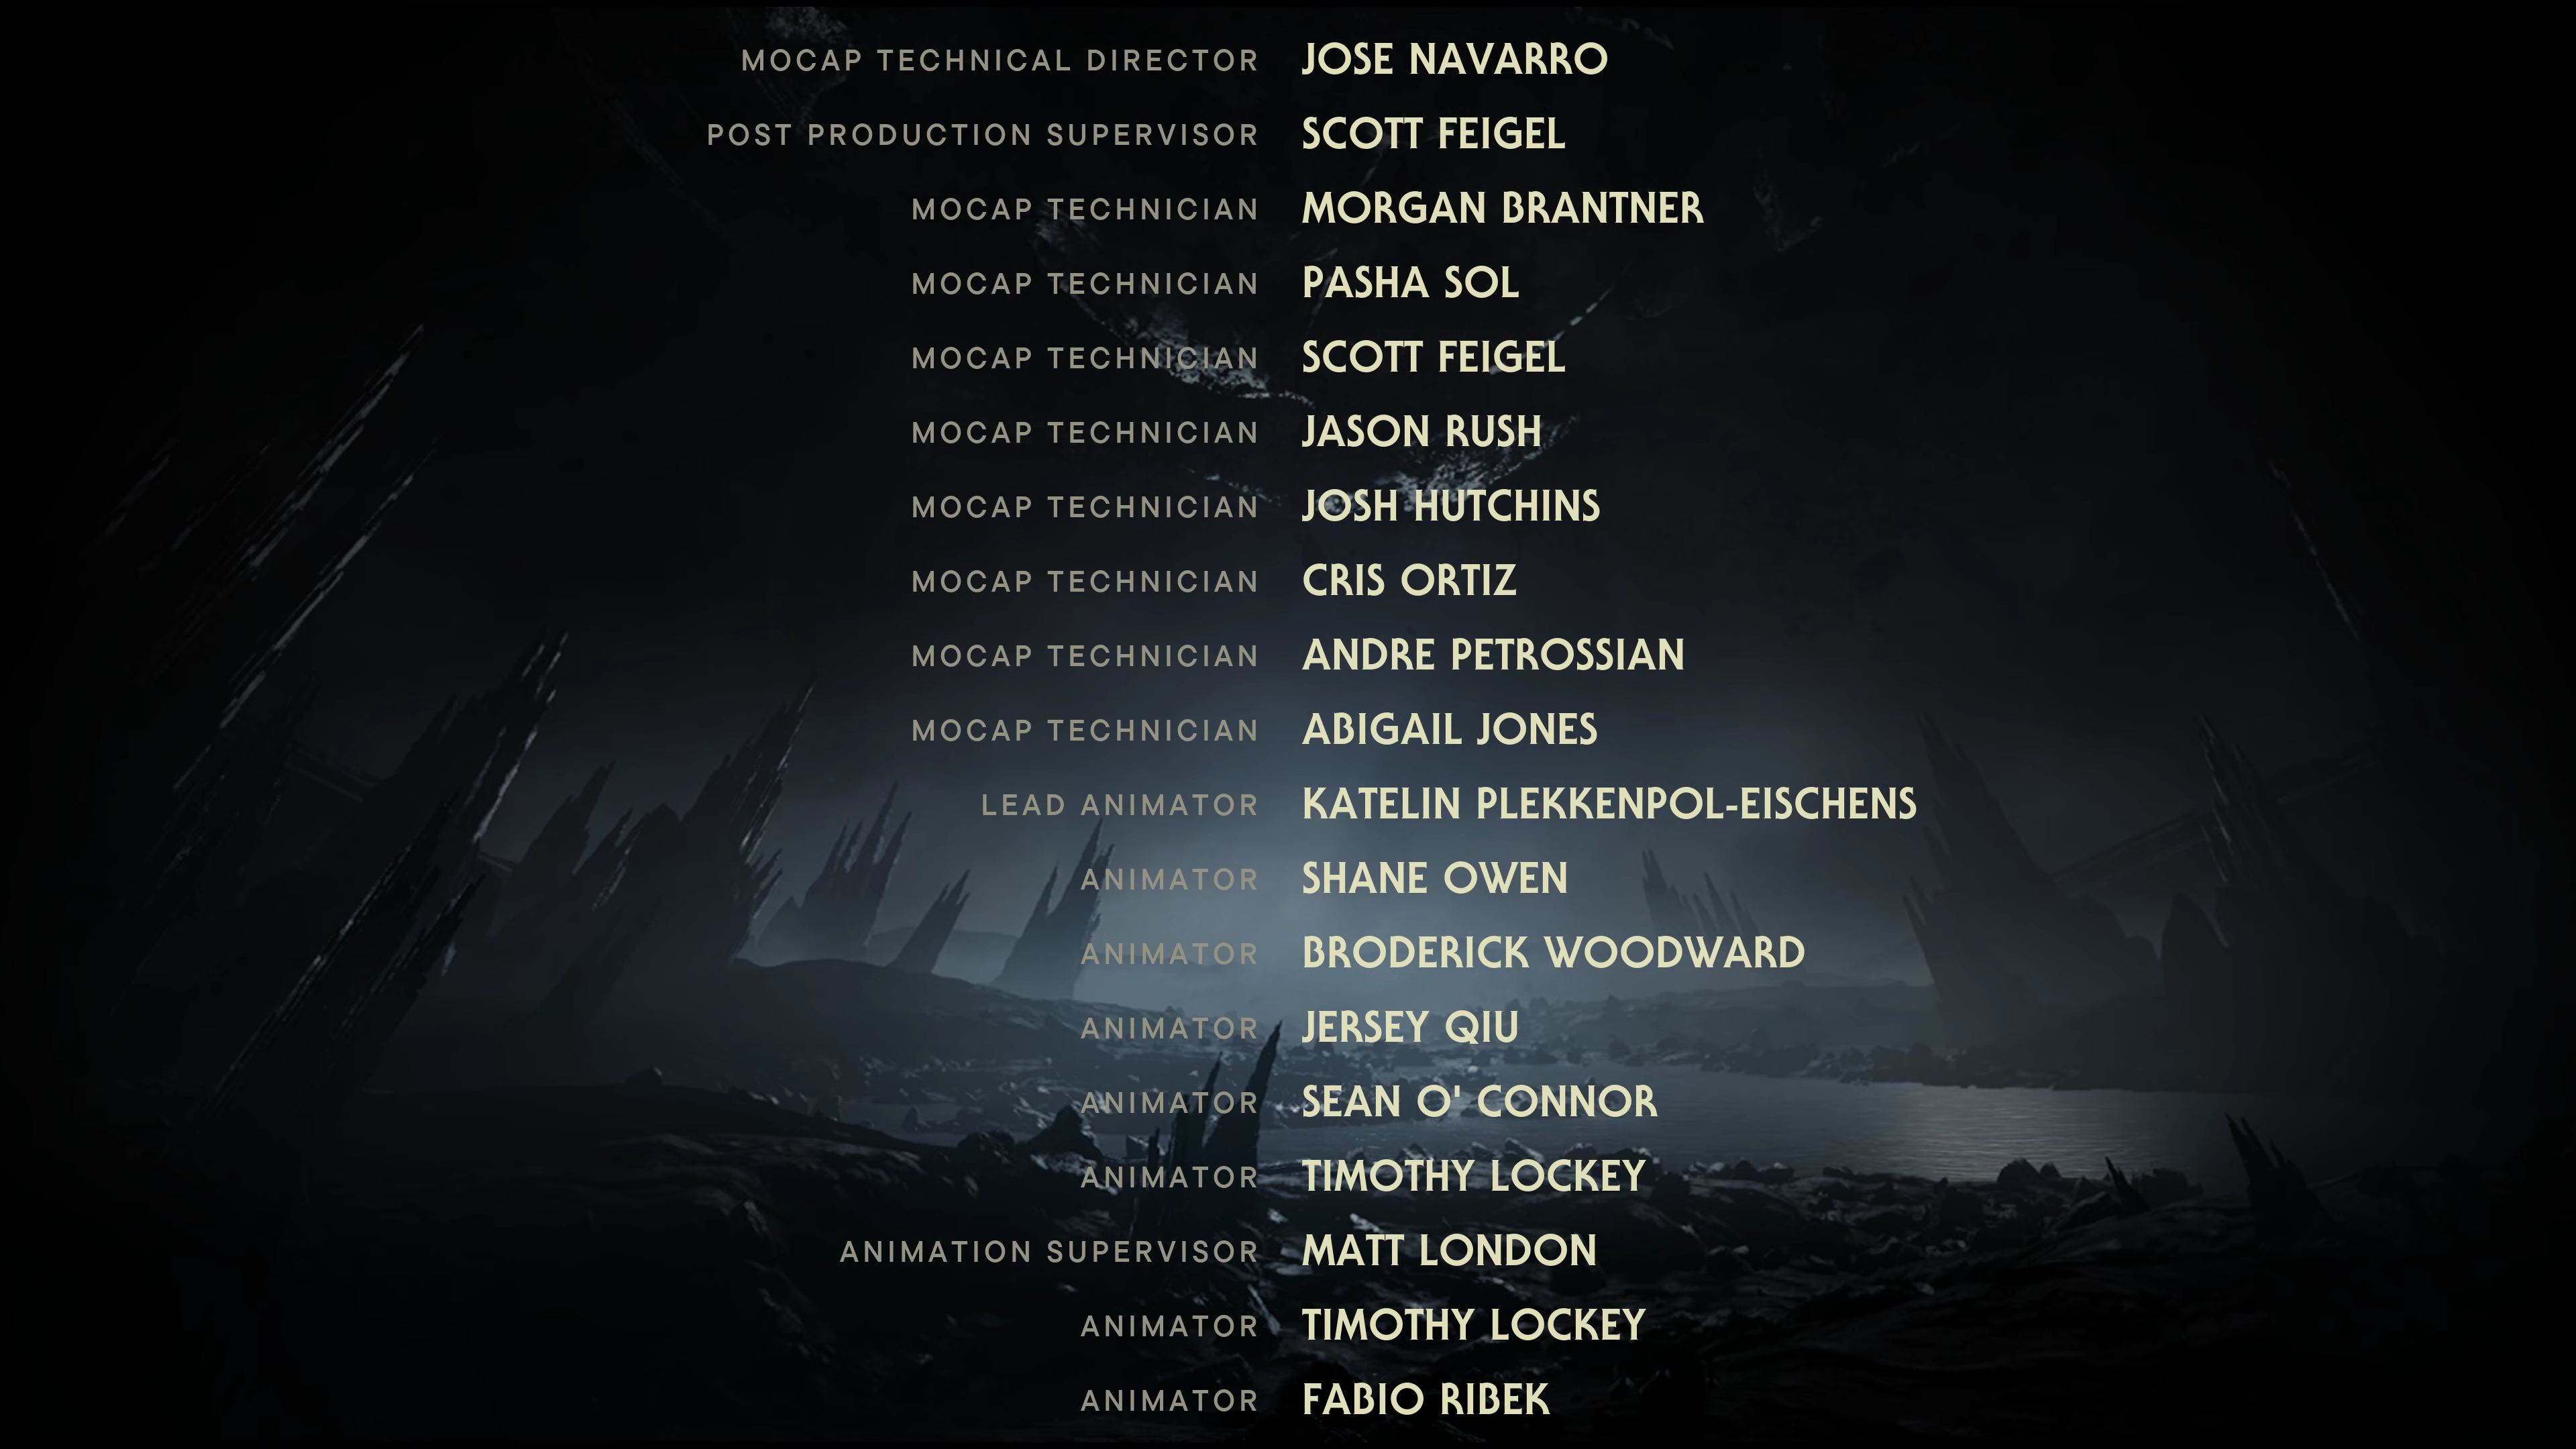 MOCAP TECHNICAL DIRECTOR JOSE NAVARRO
POST PRODUCTION SUPERVISOR SCOTT FEIGEL
MOCAP TECHNICIAN MORGAN BRANTNER
MOCAP TECHNICIAN PASHA SOL
MOCAP TECHNICIAN SCOTT FEIGEL
MOCAP TECHNICIAN JASON RUSH
MOCAP TECHNICIAN JOSH HUTCHINS
MOCAP TECHNICIAN CRIS ORTIZ
MOCAP TECHNICIAN ANDRE PETROSSIAN
MOCAP TECHNICIAN ABIGAIL JONES
LEAD ANIMATOR KATELIN PLEKKENPOL-EISCHENS
ANIMATOR SHANE OWEN
ANIMATOR BRODERICK WOODWARD
ANIMATOR JERSEY QIU
ANIMATOR SEAN O' CONNOR
ANIMATOR TIMOTHY LOCKEY
ANIMATION SUPERVISOR MATT LONDON
ANIMATOR TIMOTHY LOCKEY
ANIMATOR FABIO RIBEK